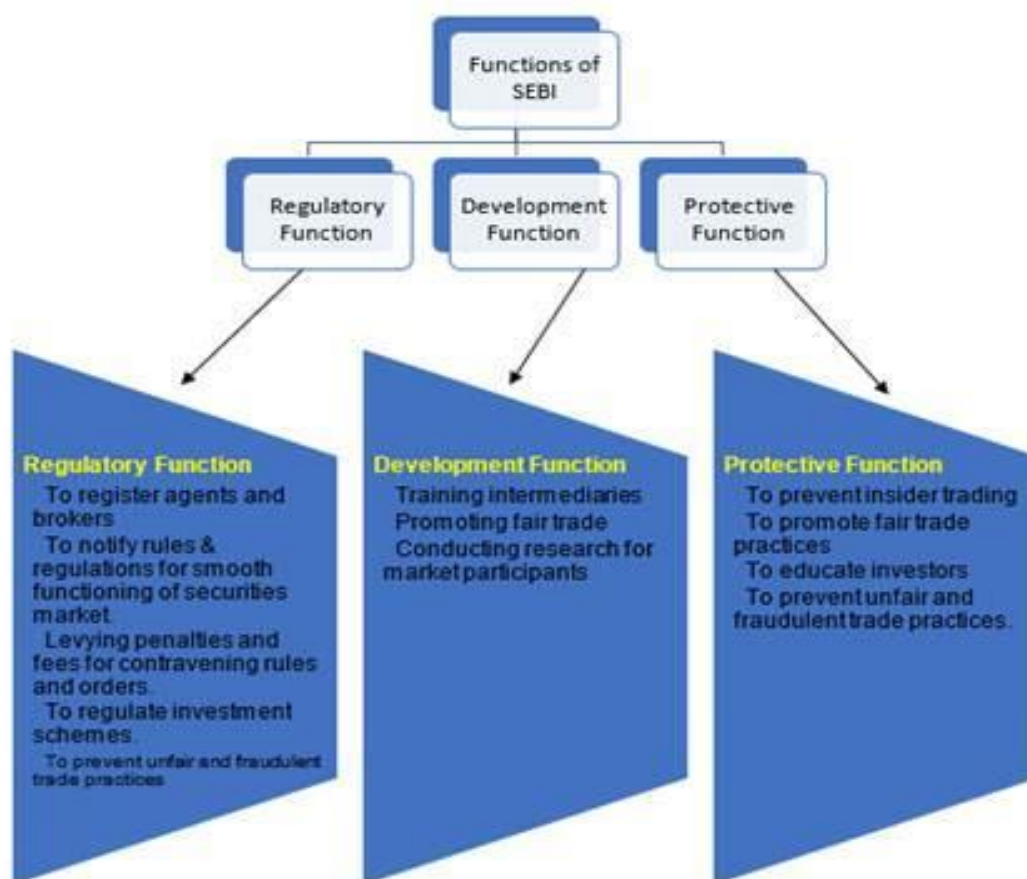 Functions of
SEBI
Regulatory
Function
Development
Function
Protective
Function
Regulatory Function
To register agents and
brokers
To notify rules &
regulations for smooth
functioning of securities
market.
Levying penalties and
fees for contravening rules
and orders.
To regulate investment
schemes.
To prevent unfair and fraudulent
trade practices
Development Function
Training intermediaries
Promoting fair trade
Conducting research for
market participants
Protective Function
To prevent insider trading
To promote fair trade
practices
To educate investors
To prevent unfair and
fraudulent trade practices.